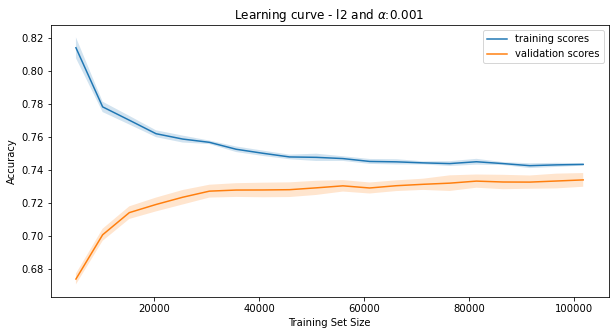 Learning curve - l2 and α:0.001
training scores
validation scores
Accuracy
0.82
0.80
0.78
0.76
0.74
0.72
0.70
0.68
20000
40000
60000
80000
100000
Training Set Size